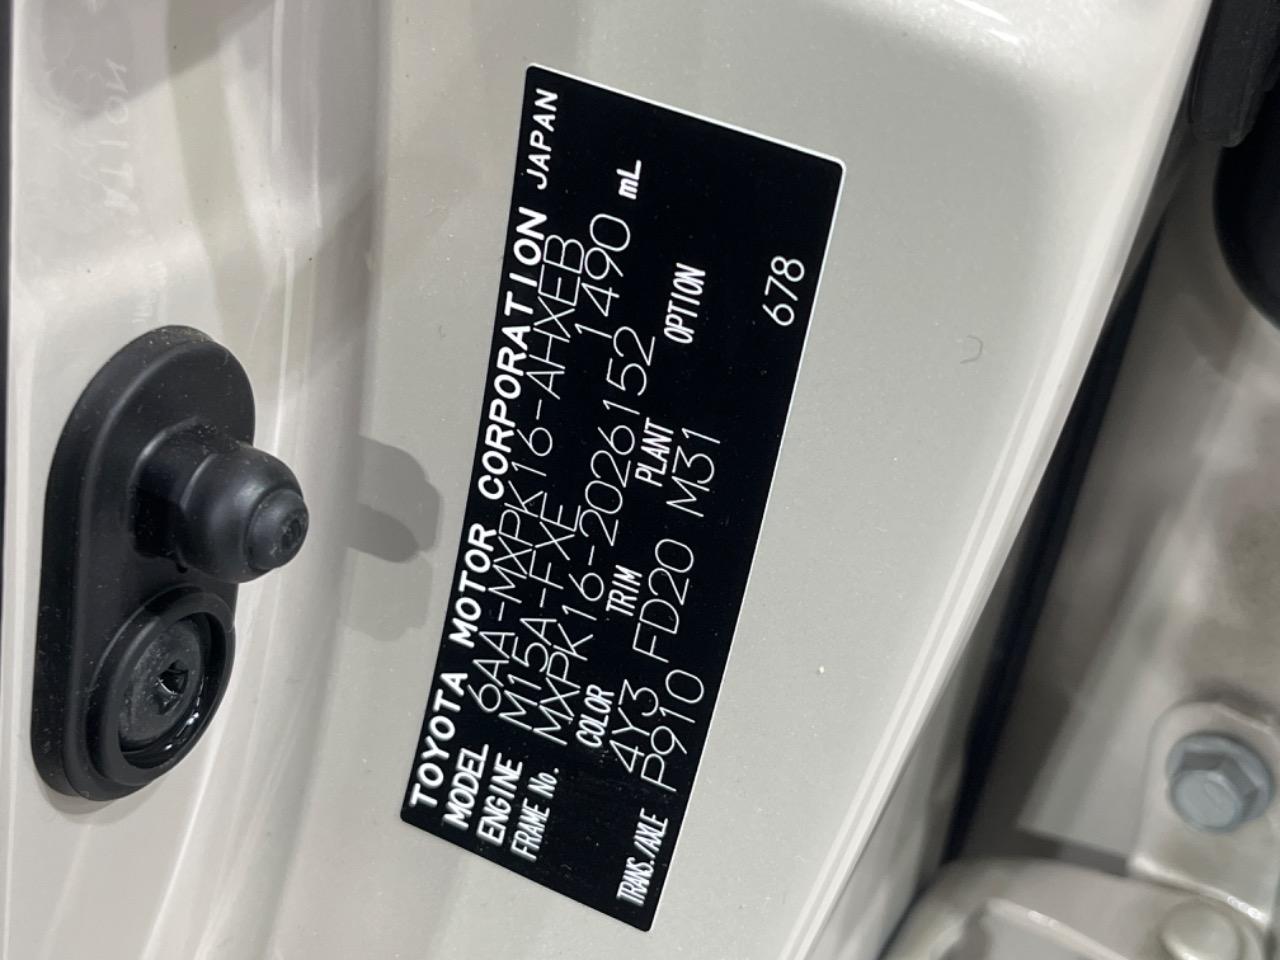 TOYOTA MOTOR CORPORATION JAPAN
MODEL 6AA-MXPK16-AHXEB
ENGINE M15A-FXE 1490 mL
FRAME No. MXPK16-2026152
COLOR TRIM PLANT OPTION
4Y3 FD20 M31
TRANS./AXLE P910 678